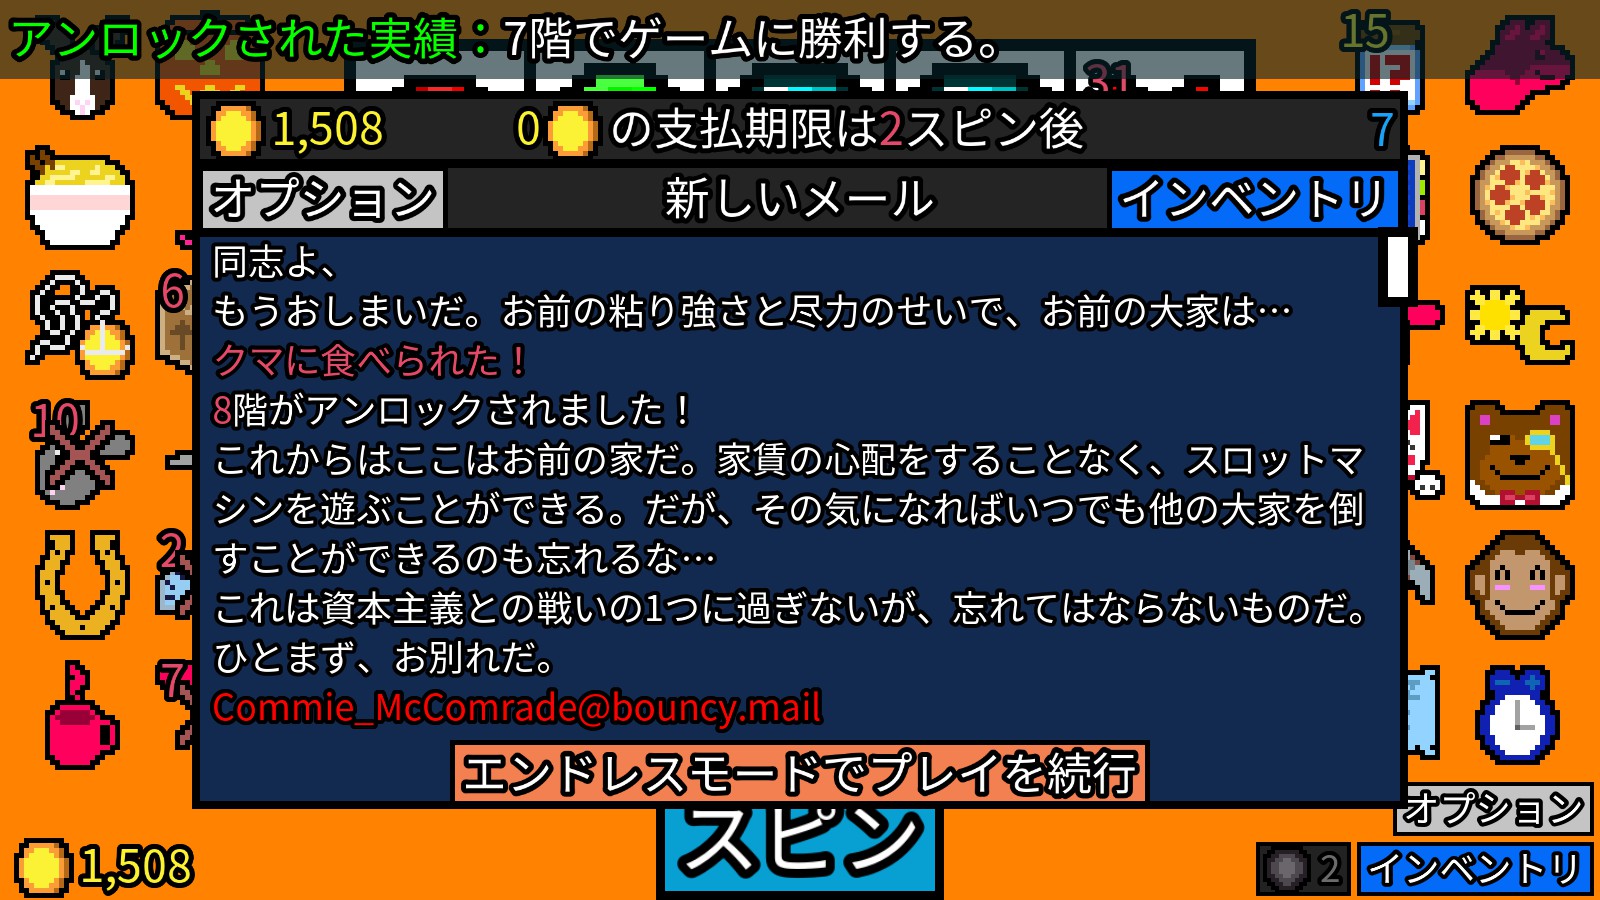 アンロックされた実績：7階でゲームに勝利する。
15
31
1,508
0 の支払期限は2スピン後
7
オプション
新しいメール
インベントリ
同志よ、
もうおしまいだ。お前の粘り強さと尽力のせいで、お前の大家は…
クマに食べられた！
8階がアンロックされました！
これからはここはお前の家だ。家賃の心配をすることなく、スロットマ
シンを遊ぶことができる。だが、その気になればいつでも他の大家を倒
すことができるのも忘れるな…
これは資本主義との戦いの1つに過ぎないが、忘れてはならないものだ。
ひとまず、お別れだ。
Commie_McComrade@bouncy.mail
エンドレスモードでプレイを続行
6
10
2
7
スピン
オプション
1,508
2
インベントリ